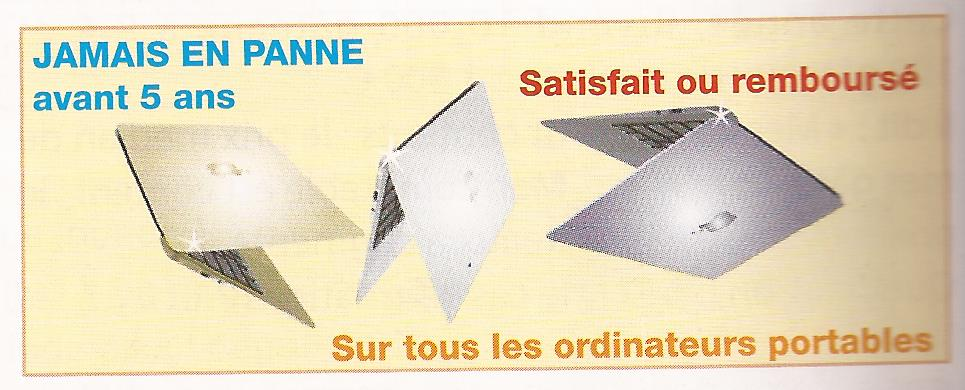 JAMAIS EN PANNE
avant 5 ans
Satisfait ou remboursé
Sur tous les ordinateurs portables